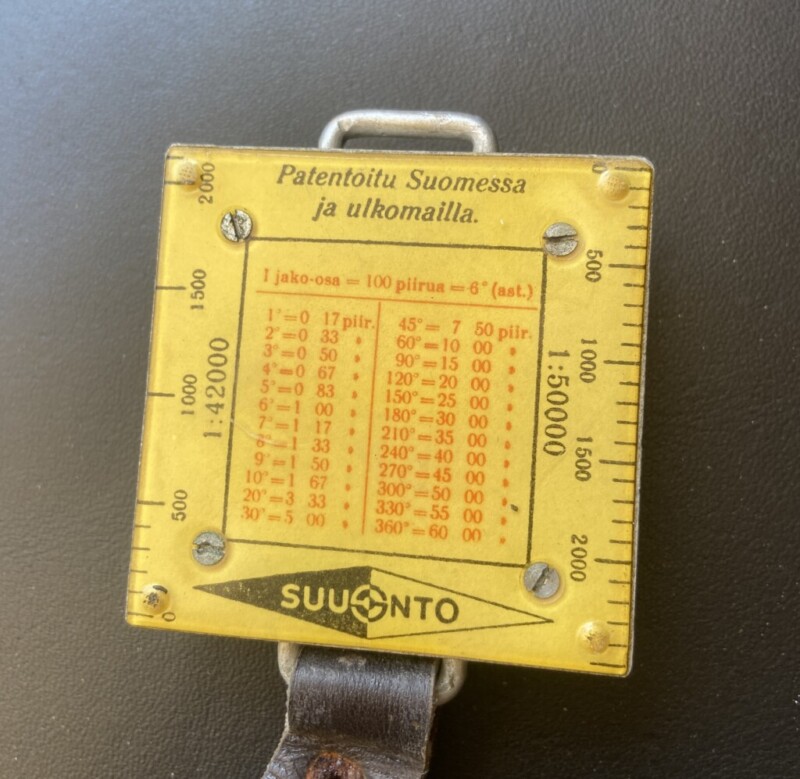 Patentoitu Suomessa
ja ulkomailla.
1 jako-osa = 100 piirua = 6° (ast.)
1°=0 17 piir.
2°=0 33 „
3°=0 50 „
4°=0 67 „
5°=0 83 „
6°=1 00 „
7°=1 17 „
8°=1 33 „
9°=1 50 „
10°=1 67 „
20°=3 33 „
30°=5 00 „
45°= 7 50 piir.
60°=10 00 „
90°=15 00 „
120°=20 00 „
150°=25 00 „
180°=30 00 „
210°=35 00 „
240°=40 00 „
270°=45 00 „
300°=50 00 „
330°=55 00 „
360°=60 00 „
0 500 1000 1500 2000
1:42000
0 500 1000 1500 2000
1:50000
SUUNTO